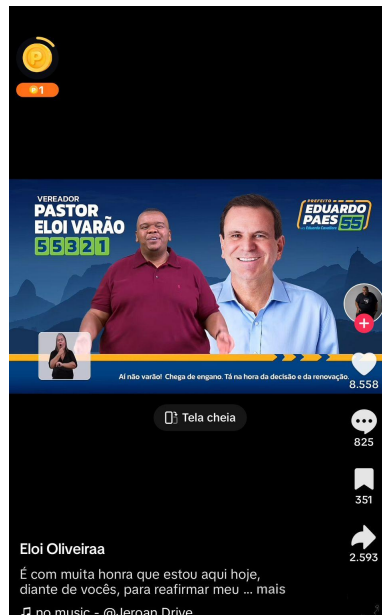 P
P1
VEREADOR
PASTOR
ELOI VARÃO
55321
PREFEITO
EDUARDO
PAES 55
Aí não varão! Chega de engano. Tá na hora da decisão e da renovação.
8.558
Tela cheia
825
351
2.593
Eloi Oliveiraa
É com muita honra que estou aqui hoje,
diante de vocês, para reafirmar meu ... mais
no music - @Jeroan Drive